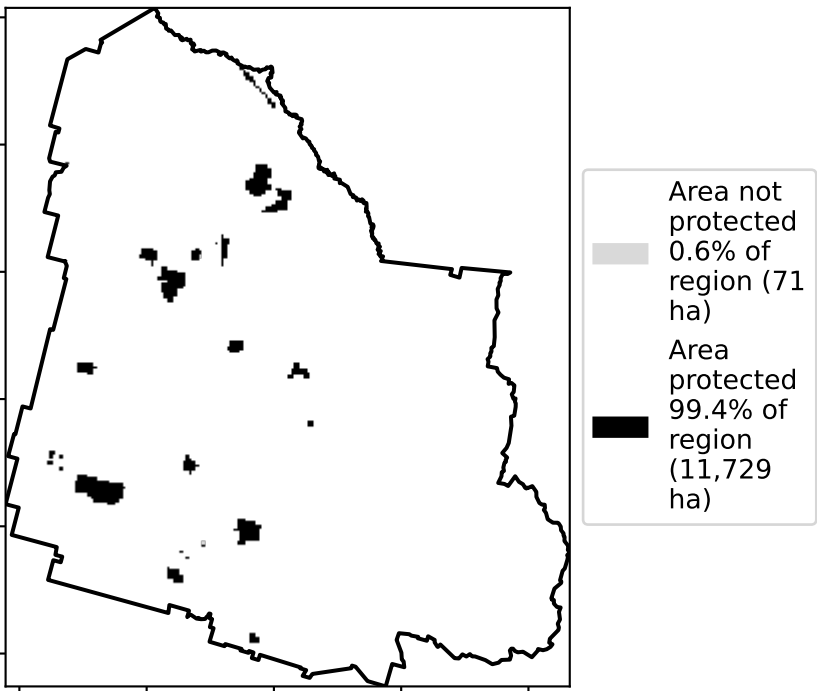 Area not
protected
0.6% of
region (71
ha)
Area
protected
99.4% of
region
(11,729
ha)